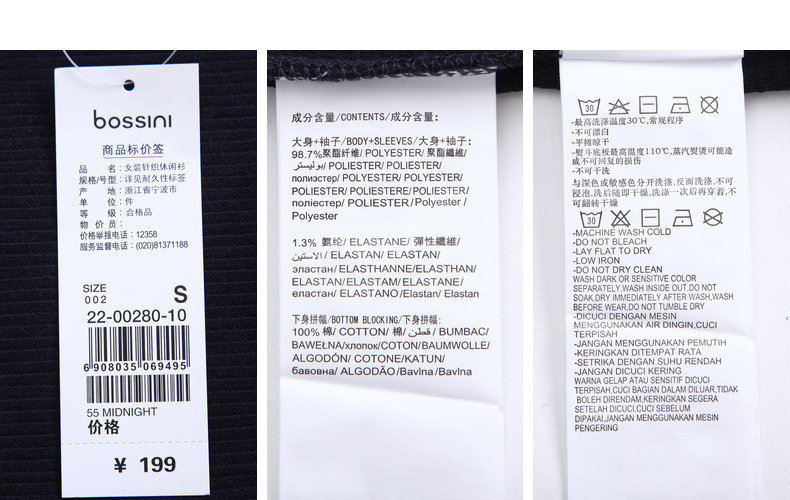 bossini
商品标价签
品 名：女装针织休闲衫
规格/号型：详见耐久性标签
产 地：浙江省宁波市
单 位：件
等 级：合格品
物 价 员：
价格举报电话：12358
服务监督电话：(020)81371188
SIZE
002 S
22-00280-10
6 908035 069495
55 MIDNIGHT
价格
¥ 199
成分含量/CONTENTS/成分含量:
大身+袖子/BODY+SLEEVES/大身+袖子:
98.7%聚酯纤维/ POLYESTER/ 聚酯纖維/
بوليستر/ POLIESTER/ POLIESTER/
полиэстер/ POLYESTER/ POLYESTER/
POLIESTER/ POLIESTERE/ POLIESTER/
поліестер/ POLIESTER /Polyester /
Polyester
1.3% 氨纶/ ELASTANE/ 彈性纖維/
الاستين / ELASTAN/ ELASTAN/
эластан/ ELASTHANNE/ELASTHAN/
ELASTAN/ELASTAM/ELASTANE/
еластан/ ELASTANO/Elastan/ Elastan
下身拼幅/BOTTOM BLOCKING/下身拼幅:
100% 棉/ COTTON/ 棉/ قطن / BUMBAC/
BAWEŁNA/хлопок/COTON/BAUMWOLLE/
ALGODÓN/ COTONE/KATUN/
бавовна/ ALGODÃO/Bavlna /Bavlna
30
-最高洗涤温度30℃,常规程序
-不可漂白
-平摊晾干
-熨斗底板最高温度110℃,蒸汽熨烫可能造
成不可回复的损伤
-不可干洗
与深色或敏感色分开洗涤,反面洗涤,不可
浸泡,洗后随即干燥,洗涤一次后再穿着,不
可翻转干燥
30
-MACHINE WASH COLD
-DO NOT BLEACH
-LAY FLAT TO DRY
-LOW IRON
-DO NOT DRY CLEAN
WASH DARK OR SENSITIVE COLOR
SEPARATELY,WASH INSIDE OUT,DO NOT
SOAK,DRY IMMEDIATELY AFTER WASH,WASH
BEFORE WEAR,DO NOT TUMBLE DRY
-DICUCI DENGAN MESIN
MENGGUNAKAN AIR DINGIN,CUCI
TERPISAH
-JANGAN MENGGUNAKAN PEMUTIH
-KERINGKAN DITEMPAT RATA
-SETRIKA DENGAN SUHU RENDAH
-JANGAN DICUCI KERING
WARNA GELAP ATAU SENSITIF DICUCI
TERPISAH,CUCI BAGIAN DALAM DILUAR,TIDAK
BOLEH DIRENDAM,KERINGKAN SEGERA
SETELAH DICUCI,CUCI SEBELUM
DIPAKAI,JANGAN MENGGUNAKAN MESIN
PENGERING